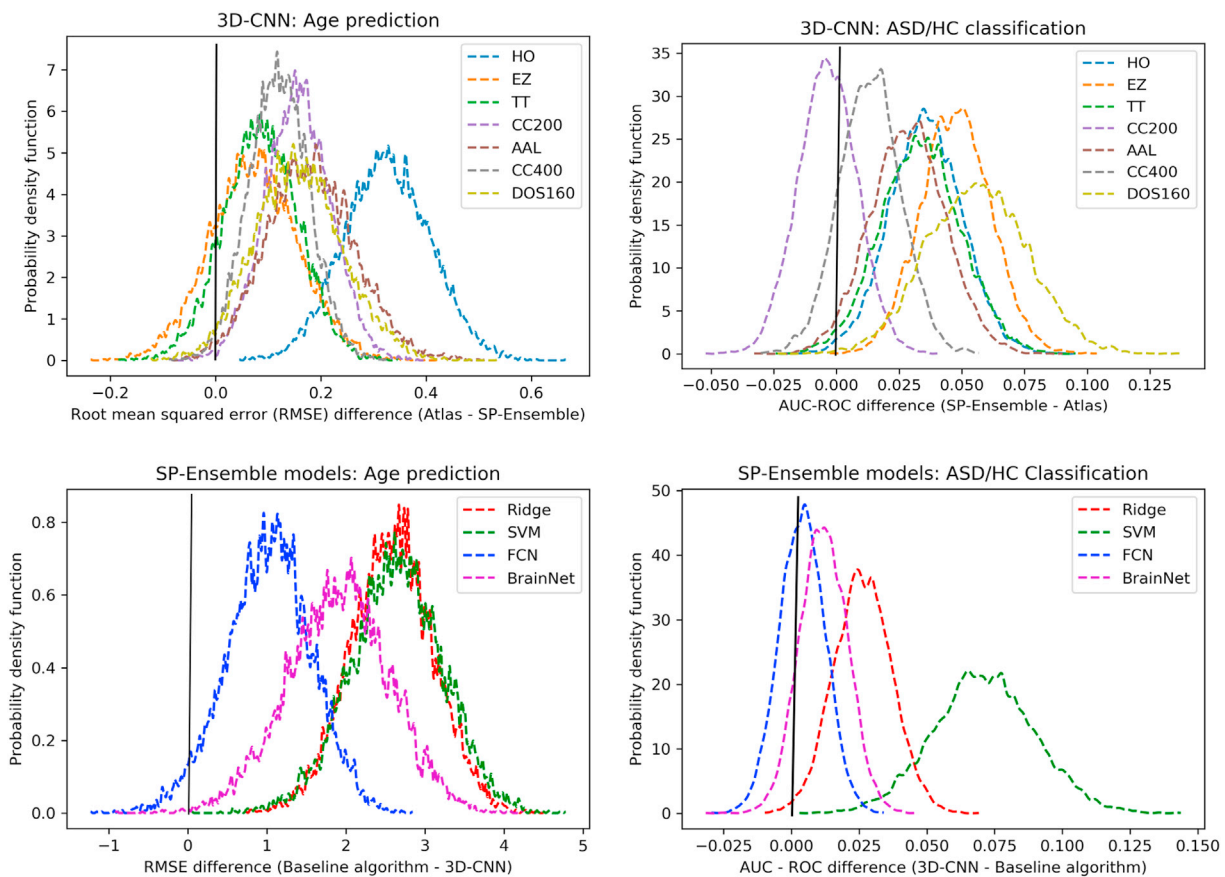 3D-CNN: Age prediction
Probability density function
7
6
5
4
3
2
1
0
HO
EZ
TT
CC200
AAL
CC400
DOS160
−0.2 0.0 0.2 0.4 0.6
Root mean squared error (RMSE) difference (Atlas - SP-Ensemble)
3D-CNN: ASD/HC classification
Probability density function
35
30
25
20
15
10
5
0
HO
EZ
TT
CC200
AAL
CC400
DOS160
−0.050 −0.025 0.000 0.025 0.050 0.075 0.100 0.125
AUC-ROC difference (SP-Ensemble - Atlas)
SP-Ensemble models: Age prediction
Probability density function
0.8
0.6
0.4
0.2
0.0
Ridge
SVM
FCN
BrainNet
−1 0 1 2 3 4 5
RMSE difference (Baseline algorithm - 3D-CNN)
SP-Ensemble models: ASD/HC Classification
Probability density function
50
40
30
20
10
0
Ridge
SVM
FCN
BrainNet
−0.025 0.000 0.025 0.050 0.075 0.100 0.125 0.150
AUC - ROC difference (3D-CNN - Baseline algorithm)